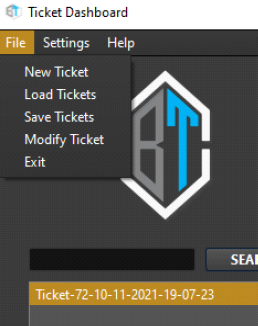 Ticket Dashboard
File Settings Help
New Ticket
Load Tickets
Save Tickets
Modify Ticket
Exit
BT
SEAI
Ticket-72-10-11-2021-19-07-23